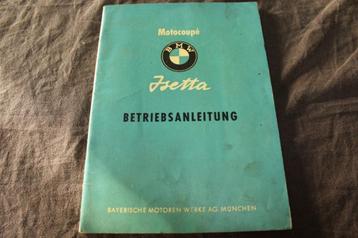 Motocoupé
BMW
Isetta
BETRIEBSANLEITUNG
BAYERISCHE MOTOREN WERKE AG. MÜNCHEN